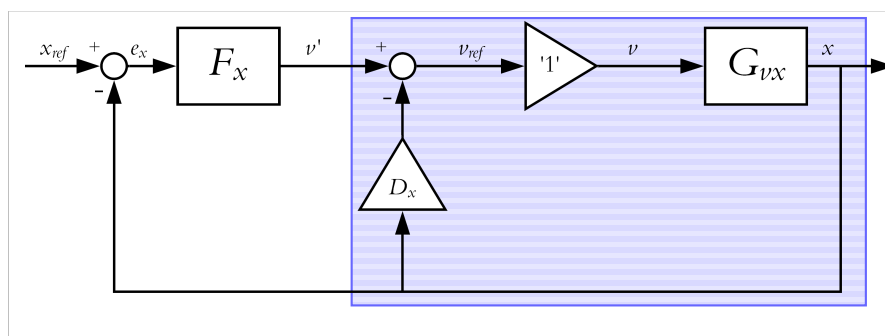 x_ref + e_x F_x v' + v_ref '1' v G_vx x
- -
D_x